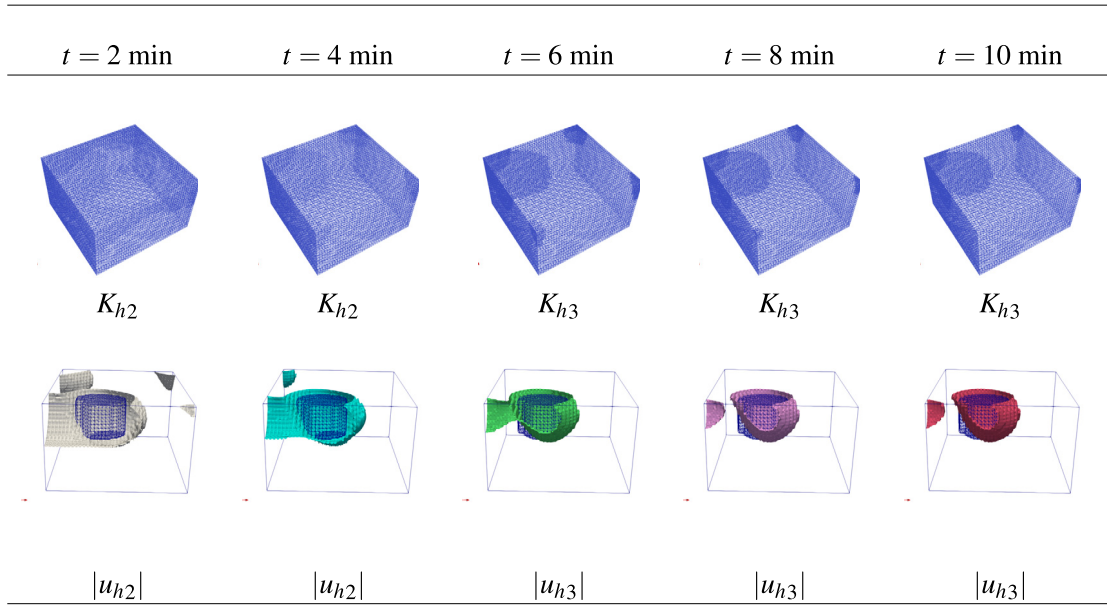 t = 2 min t = 4 min t = 6 min t = 8 min t = 10 min
K_{h2} K_{h2} K_{h3} K_{h3} K_{h3}
|u_{h2}| |u_{h2}| |u_{h3}| |u_{h3}| |u_{h3}|